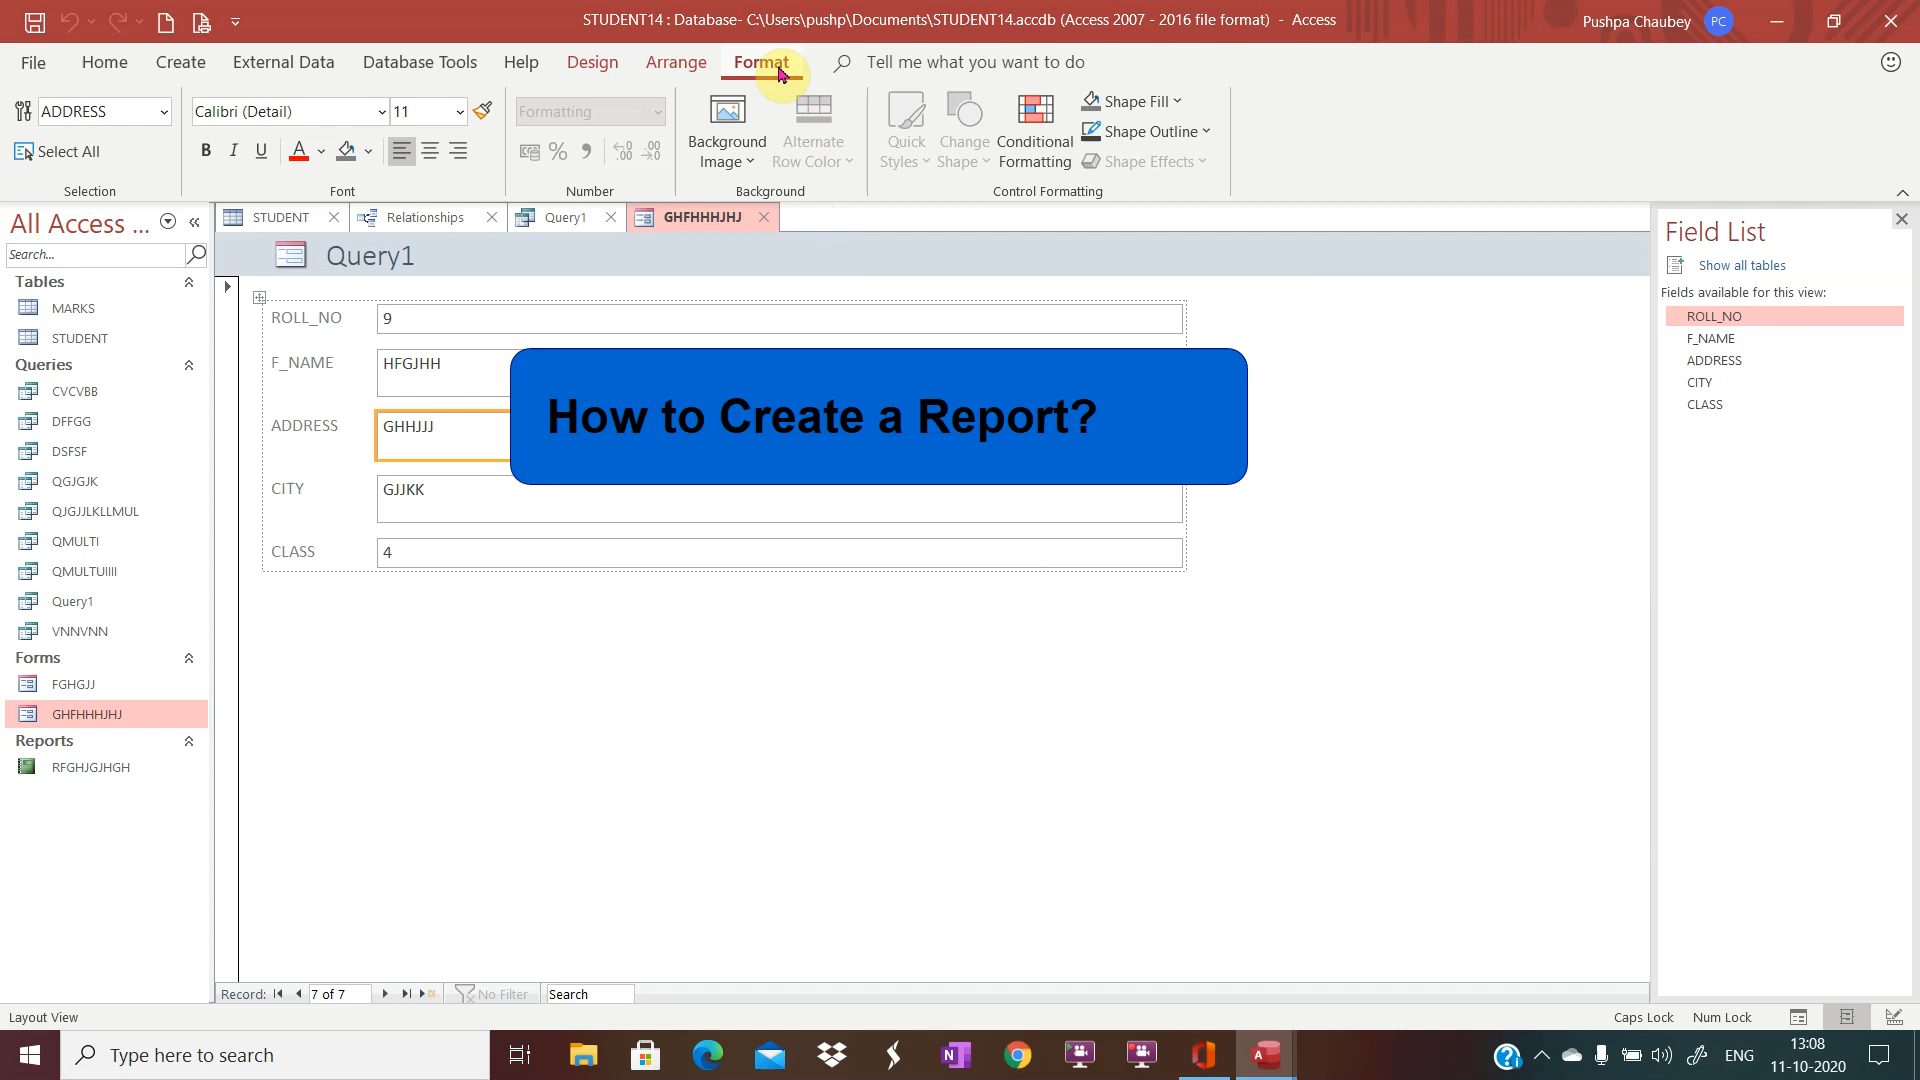 STUDENT14 : Database- C:\Users\pushp\Documents\STUDENT14.accdb (Access 2007 - 2016 file format) - Access
Pushpa Chaubey
PC
File
Home
Create
External Data
Database Tools
Help
Design
Arrange
Format
Tell me what you want to do
ADDRESS
Select All
Selection
Calibri (Detail)
11
B I U
A
Font
Formatting
% 9
.00
.00
Number
Background Image
Alternate Row Color
Background
Quick Styles
Change Shape
Conditional Formatting
Shape Fill
Shape Outline
Shape Effects
Control Formatting
All Access ...
Search...
Tables
MARKS
STUDENT
Queries
CVCVBB
DFFGG
DSFSF
QGJGJK
QJGJJLKLLMUL
QMULTI
QMULTUIIII
Query1
VNNVNN
Forms
FGHGJJ
GHFHHHJHJ
Reports
RFGHJGJHGH
STUDENT
Relationships
Query1
GHFHHHJHJ
Query1
ROLL_NO
9
F_NAME
HFGJHH
ADDRESS
GHHJJJ
CITY
GJJKK
CLASS
4
How to Create a Report?
Field List
Show all tables
Fields available for this view:
ROLL_NO
F_NAME
ADDRESS
CITY
CLASS
Record:
7 of 7
No Filter
Search
Layout View
Caps Lock
Num Lock
Type here to search
ENG
13:08
11-10-2020